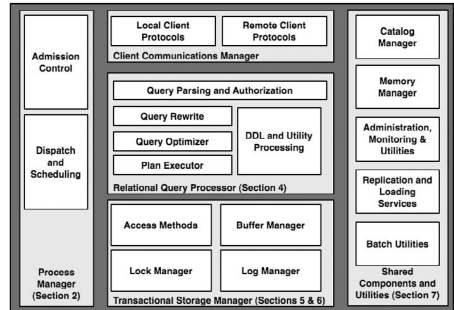 Admission
Control
Dispatch
and
Scheduling
Process
Manager
(Section 2)
Local Client
Protocols
Remote Client
Protocols
Client Communications Manager
Query Parsing and Authorization
Query Rewrite
Query Optimizer
Plan Executor
DDL and Utility
Processing
Relational Query Processor (Section 4)
Access Methods
Buffer Manager
Lock Manager
Log Manager
Transactional Storage Manager (Sections 5 & 6)
Catalog
Manager
Memory
Manager
Administration,
Monitoring &
Utilities
Replication and
Loading
Services
Batch Utilities
Shared
Components and
Utilities (Section 7)